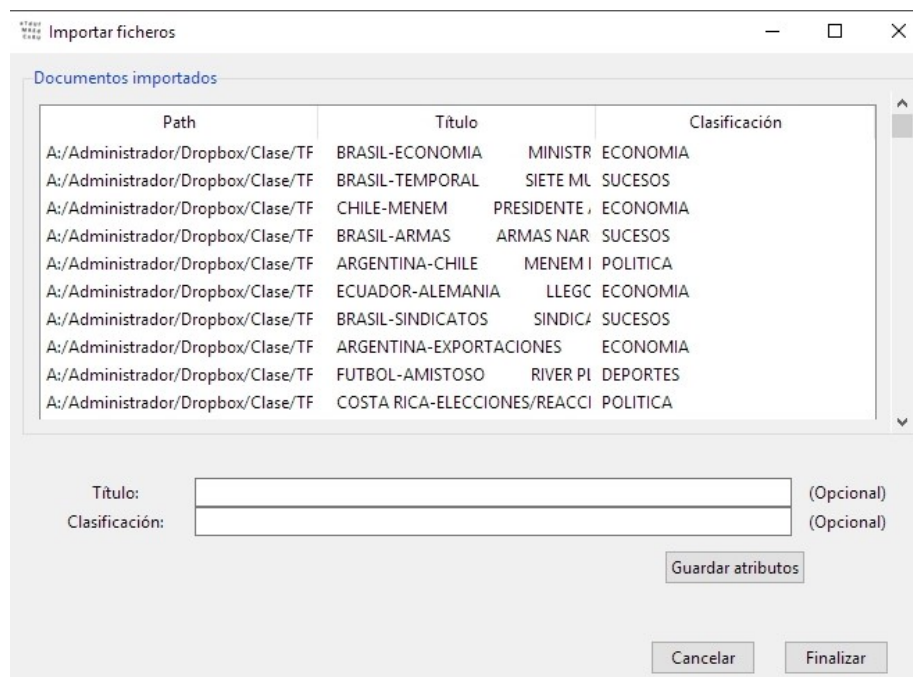 Importar ficheros
Documentos importados
Path Título Clasificación
A:/Administrador/Dropbox/Clase/TF BRASIL-ECONOMIA MINISTR ECONOMIA
A:/Administrador/Dropbox/Clase/TF BRASIL-TEMPORAL SIETE MU SUCESOS
A:/Administrador/Dropbox/Clase/TF CHILE-MENEM PRESIDENTE ECONOMIA
A:/Administrador/Dropbox/Clase/TF BRASIL-ARMAS ARMAS NAR SUCESOS
A:/Administrador/Dropbox/Clase/TF ARGENTINA-CHILE MENEM POLITICA
A:/Administrador/Dropbox/Clase/TF ECUADOR-ALEMANIA LLEGO ECONOMIA
A:/Administrador/Dropbox/Clase/TF BRASIL-SINDICATOS SINDICA SUCESOS
A:/Administrador/Dropbox/Clase/TF ARGENTINA-EXPORTACIONES ECONOMIA
A:/Administrador/Dropbox/Clase/TF FUTBOL-AMISTOSO RIVER PL DEPORTES
A:/Administrador/Dropbox/Clase/TF COSTA RICA-ELECCIONES/REACCI POLITICA
Título: (Opcional)
Clasificación: (Opcional)
Guardar atributos
Cancelar Finalizar